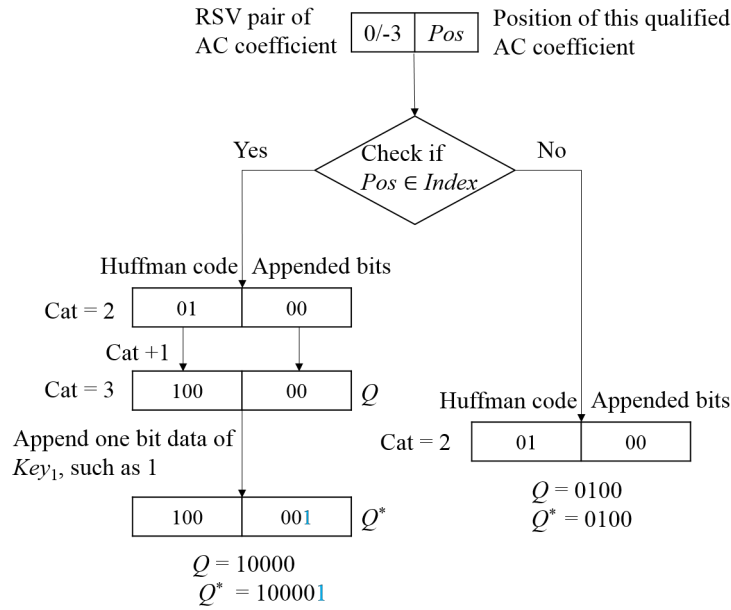 RSV pair of
AC coefficient
0/-3
Pos
Position of this qualified
AC coefficient
Yes
Check if
Pos ∈ Index
No
Huffman code
Appended bits
Cat = 2
01
00
Cat +1
Cat = 3
100
00
Q
Append one bit data of
Key₁, such as 1
100
001
Q*
Q = 10000
Q* = 100001
Huffman code
Appended bits
Cat = 2
01
00
Q = 0100
Q* = 0100